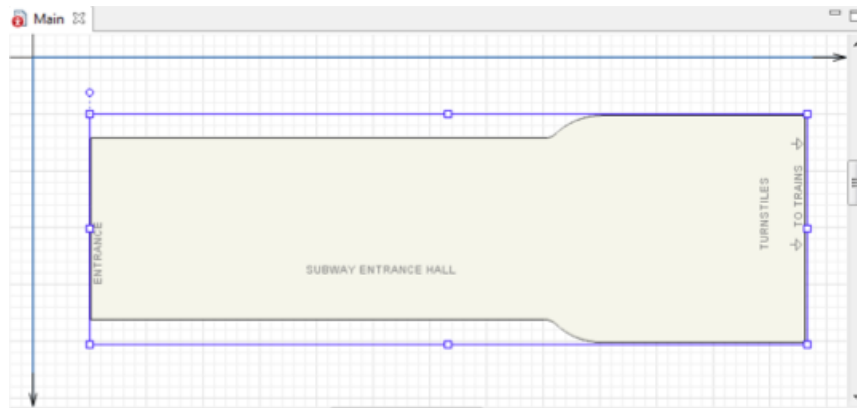 Main
ENTRANCE
SUBWAY ENTRANCE HALL
TURNSTILES
TO TRAINS